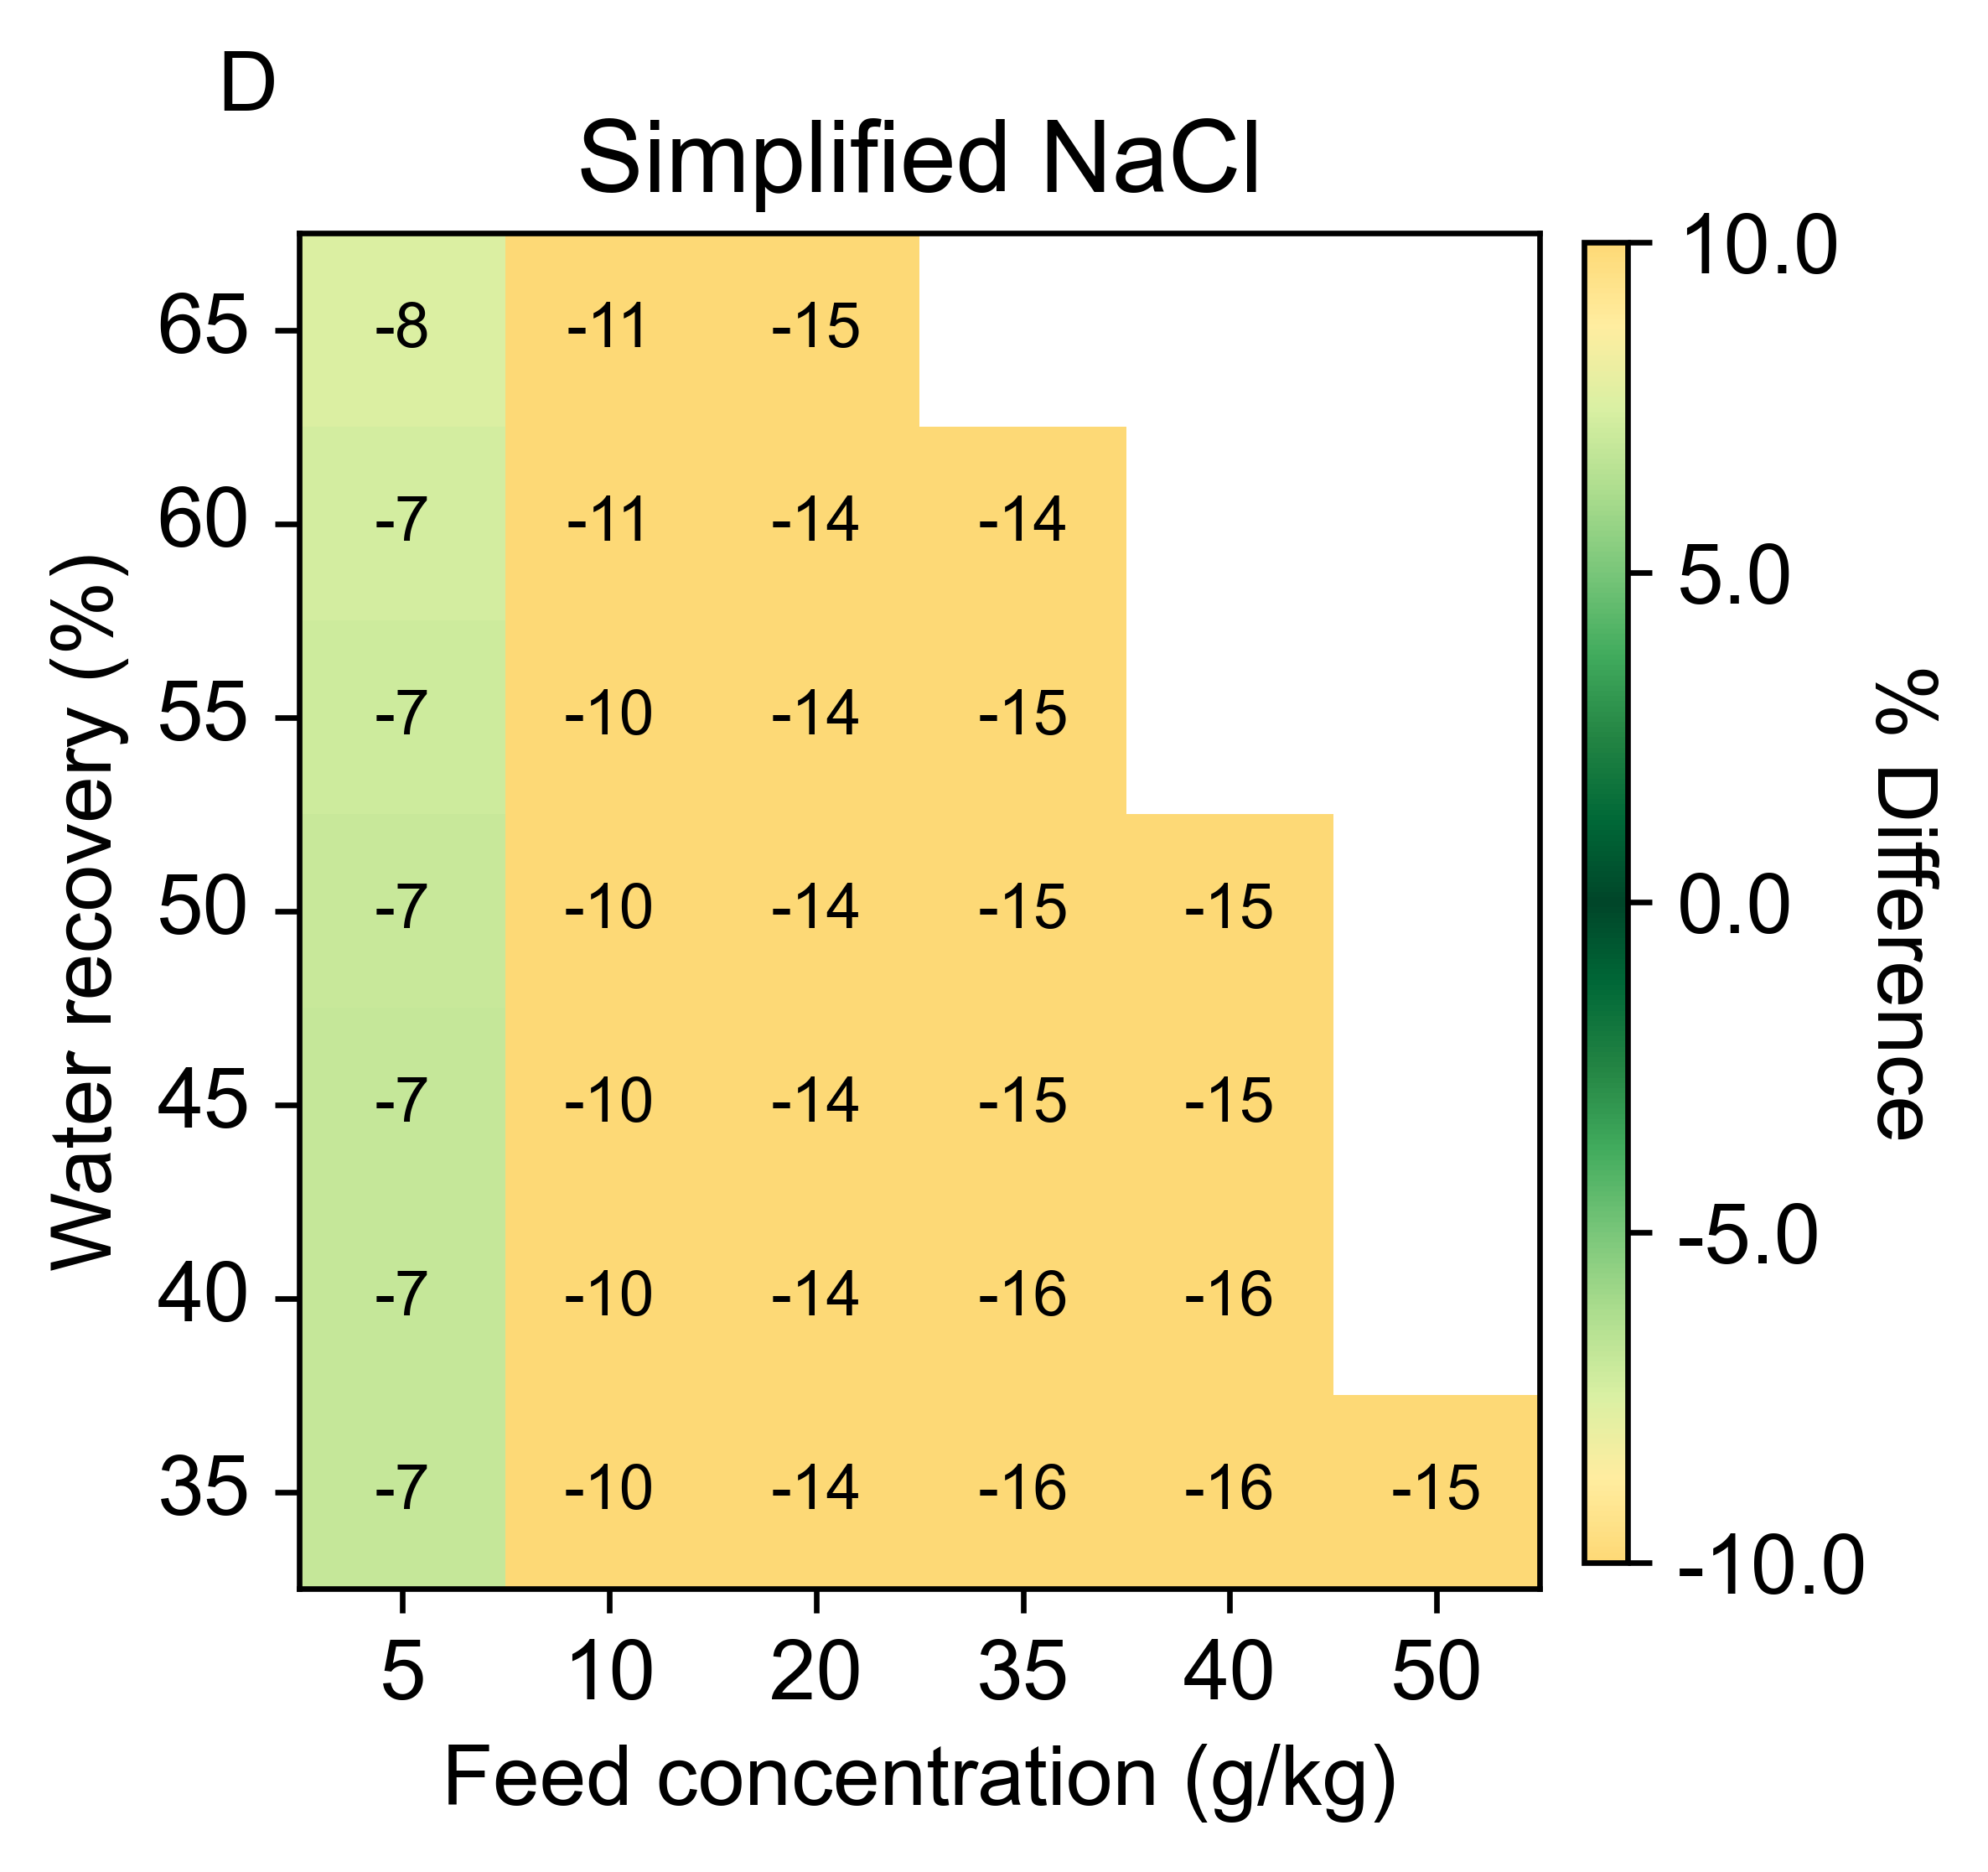 D
Simplified NaCl
65 -8 -11 -15
60 -7 -11 -14 -14
55 -7 -10 -14 -15
50 -7 -10 -14 -15 -15
45 -7 -10 -14 -15 -15
40 -7 -10 -14 -16 -16
35 -7 -10 -14 -16 -16 -15
5 10 20 35 40 50
Feed concentration (g/kg)
Water recovery (%)
10.0
5.0
0.0
-5.0
-10.0
% Difference